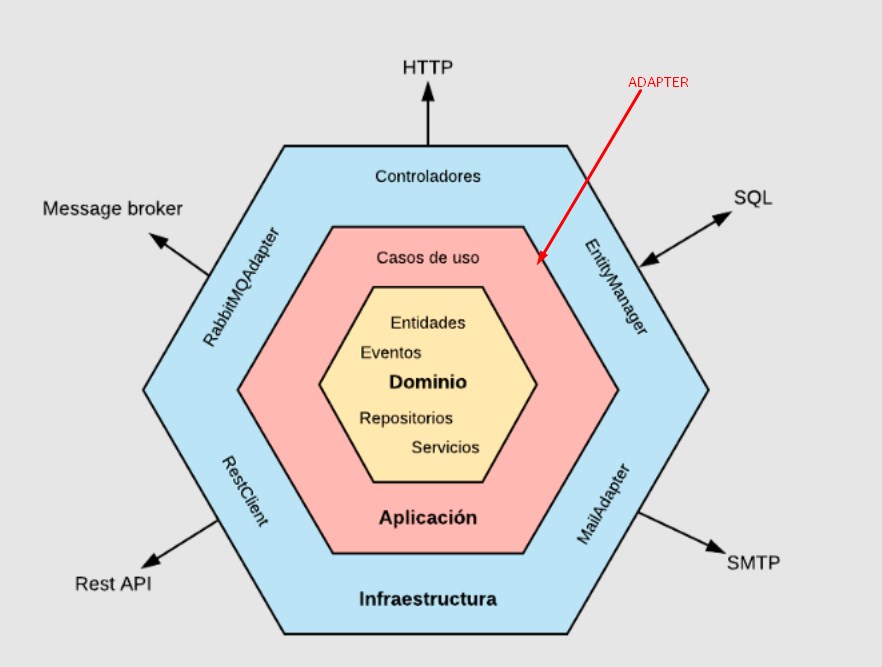 HTTP
ADAPTER
Controladores
SQL
Message broker
RabbitMQAdapter
Casos de uso
EntityManager
Entidades
Eventos
Dominio
Repositorios
Servicios
RestClient
MailAdapter
Aplicación
SMTP
Rest API
Infraestructura